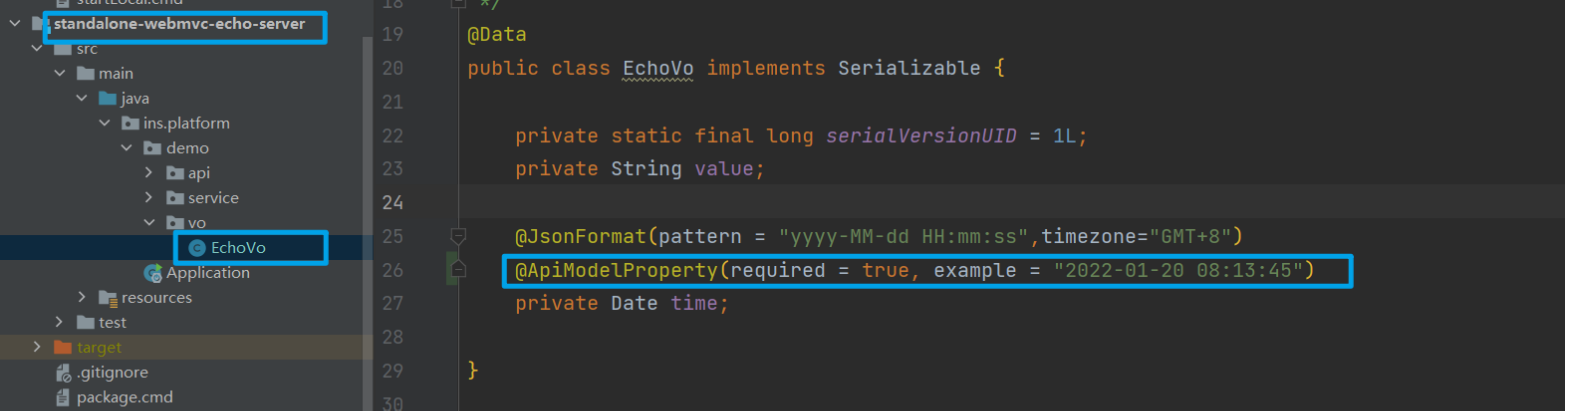 startLocal.cmd
standalone-webmvc-echo-server
src
main
java
ins.platform
demo
api
service
vo
EchoVo
Application
resources
test
target
.gitignore
package.cmd
18 */
19 @Data
20 public class EchoVo implements Serializable {
21
22 private static final long serialVersionUID = 1L;
23 private String value;
24
25 @JsonFormat(pattern = "yyyy-MM-dd HH:mm:ss",timezone="GMT+8")
26 @ApiModelProperty(required = true, example = "2022-01-20 08:13:45")
27 private Date time;
28
29 }
30